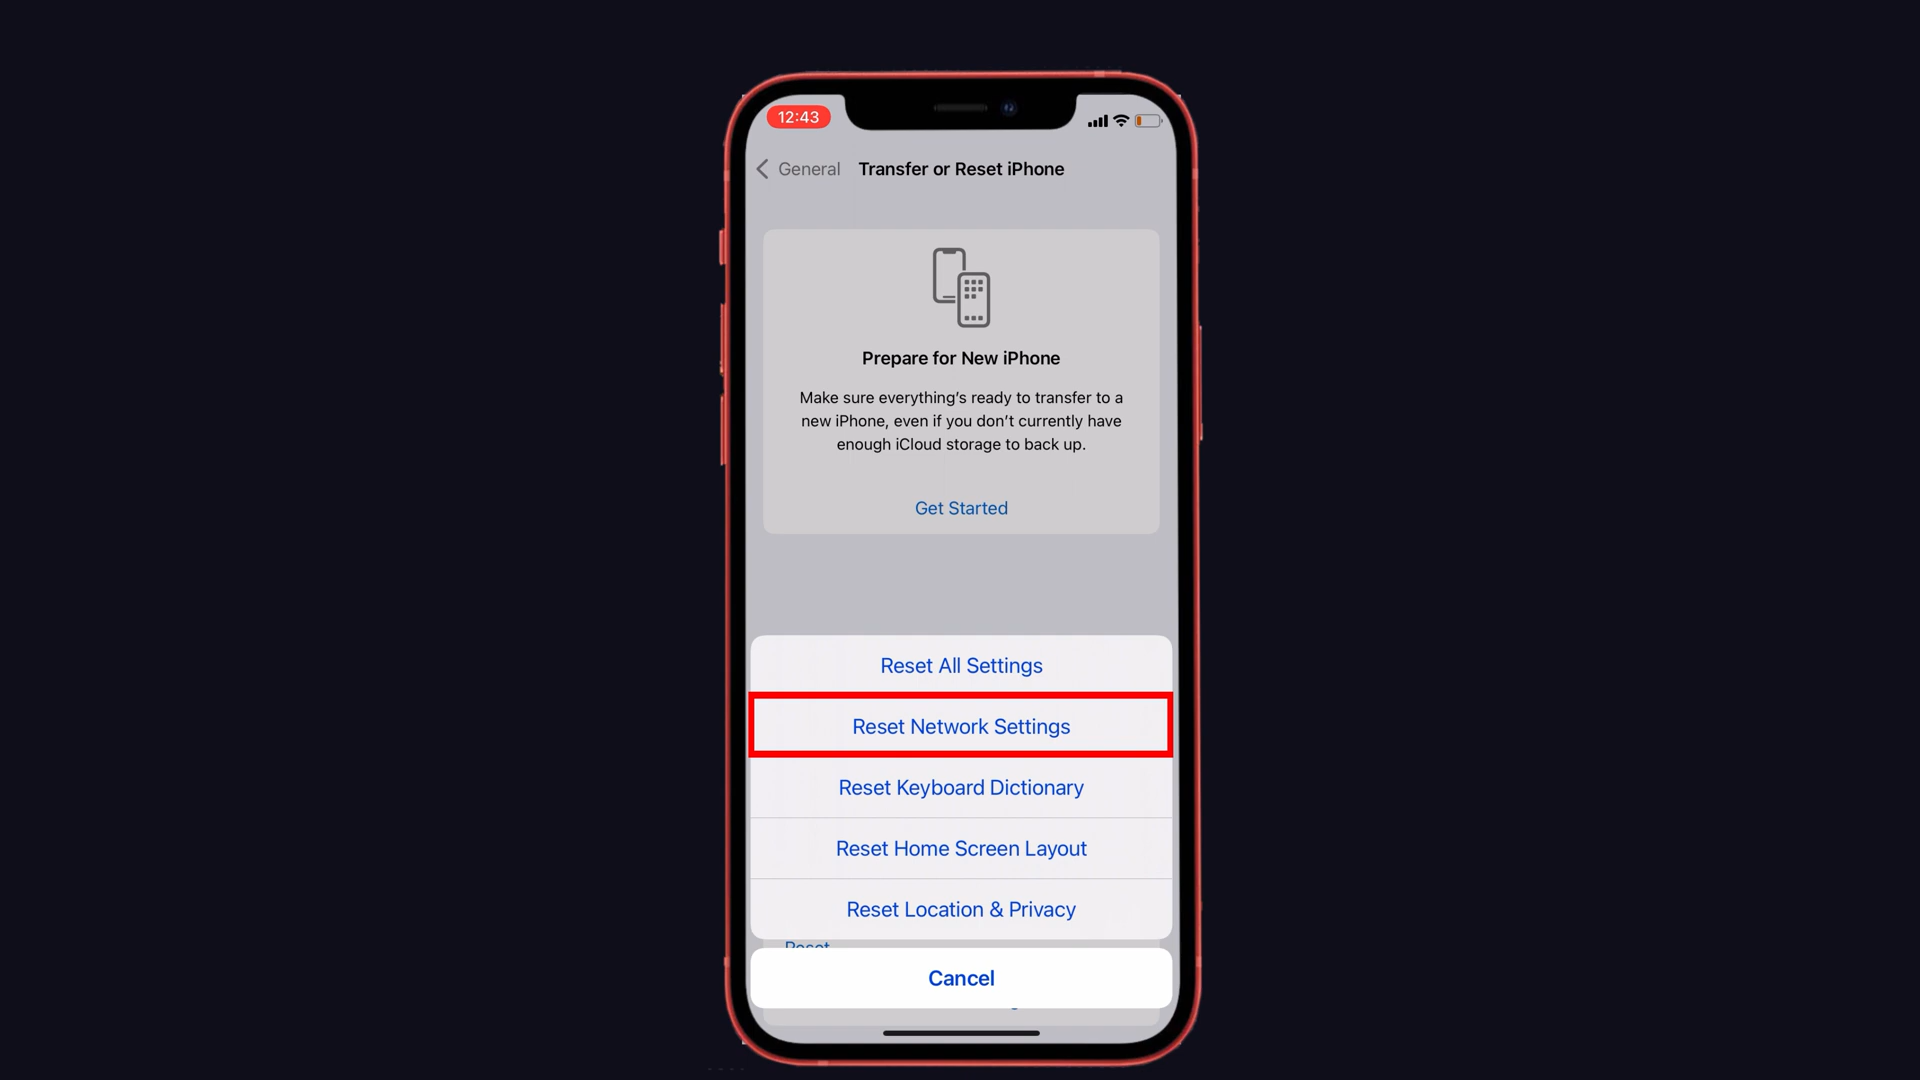 12:43
General
Transfer or Reset iPhone
Prepare for New iPhone
Make sure everything's ready to transfer to a
new iPhone, even if you don't currently have
enough iCloud storage to back up.
Get Started
Reset All Settings
Reset Network Settings
Reset Keyboard Dictionary
Reset Home Screen Layout
Reset Location & Privacy
Reset
Cancel